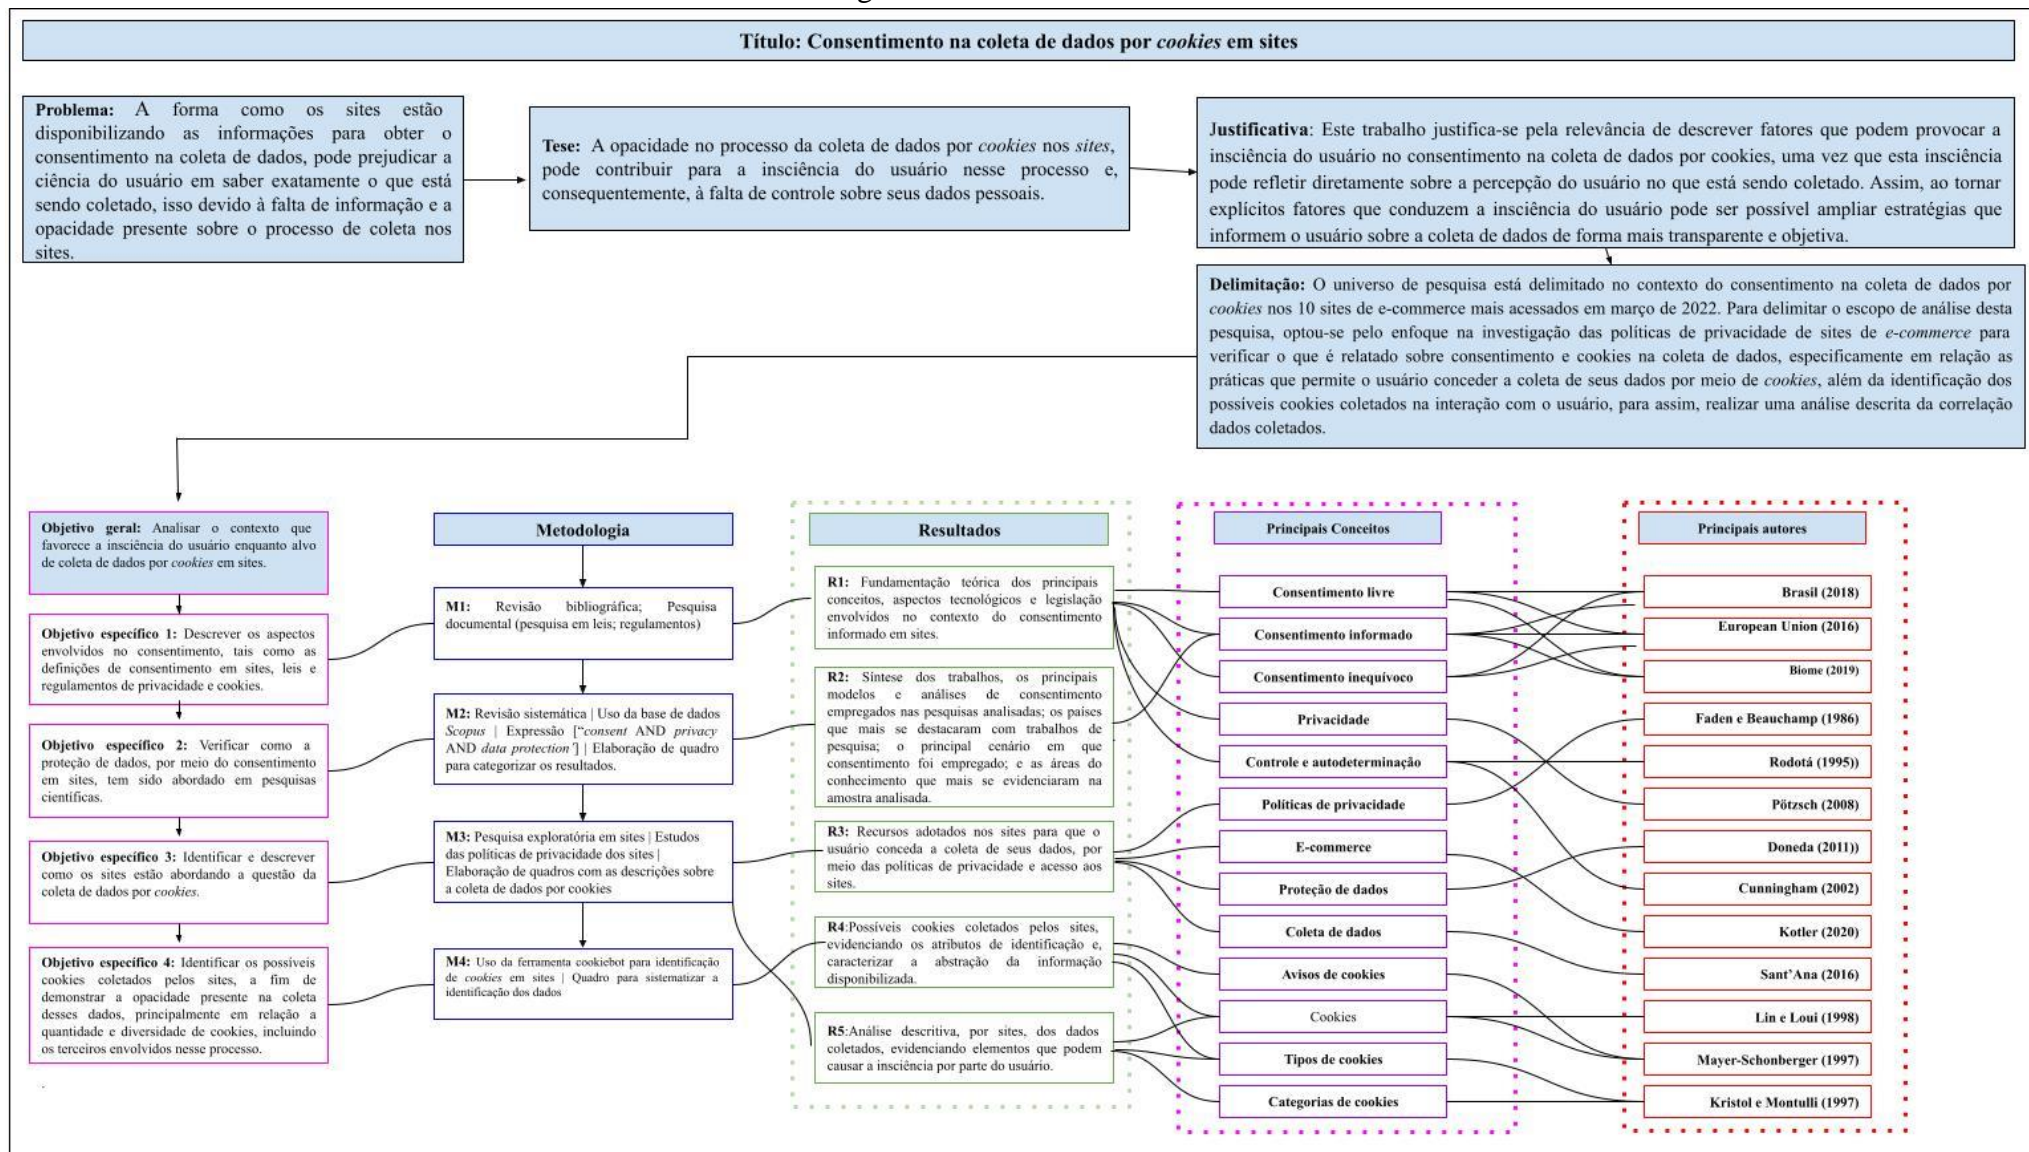 Título: Consentimento na coleta de dados por cookies em sites
Problema: A forma como os sites estão
disponibilizando as informações para obter o
consentimento na coleta de dados, pode prejudicar a
ciência do usuário em saber exatamente o que está
sendo coletado, isso devido à falta de informação e a
opacidade presente sobre o processo de coleta nos
sites.
Tese: A opacidade no processo da coleta de dados por cookies nos sites,
pode contribuir para a insciência do usuário nesse processo e,
consequentemente, à falta de controle sobre seus dados pessoais.
Justificativa: Este trabalho justifica-se pela relevância de descrever fatores que podem provocar a
insciência do usuário no consentimento na coleta de dados por cookies, uma vez que esta insciência
pode refletir diretamente sobre a percepção do usuário no que está sendo coletado. Assim, ao tornar
explícitos fatores que conduzem a insciência do usuário pode ser possível ampliar estratégias que
informem o usuário sobre a coleta de dados de forma mais transparente e objetiva.
Delimitação: O universo de pesquisa está delimitado no contexto do consentimento na coleta de dados por
cookies nos 10 sites de e-commerce mais acessados em março de 2022. Para delimitar o escopo de análise desta
pesquisa, optou-se pelo enfoque na investigação das políticas de privacidade de sites de e-commerce para
verificar o que é relatado sobre consentimento e cookies na coleta de dados, especificamente em relação as
práticas que permite o usuário conceder a coleta de seus dados por meio de cookies, além da identificação dos
possíveis cookies coletados na interação com o usuário, para assim, realizar uma análise descrita da correlação
dados coletados.
Objetivo geral: Analisar o contexto que
favorece a insciência do usuário enquanto alvo
de coleta de dados por cookies em sites.
Objetivo específico 1: Descrever os aspectos
envolvidos no consentimento, tais como as
definições de consentimento em sites, leis e
regulamentos de privacidade e cookies.
Objetivo específico 2: Verificar como a
proteção de dados, por meio do consentimento
em sites, tem sido abordado em pesquisas
científicas.
Objetivo específico 3: Identificar e descrever
como os sites estão abordando a questão da
coleta de dados por cookies.
Objetivo específico 4: Identificar os possíveis
cookies coletados pelos sites, a fim de
demonstrar a opacidade presente na coleta
desses dados, principalmente em relação a
quantidade e diversidade de cookies, incluindo
os terceiros envolvidos nesse processo.
Metodologia
M1: Revisão bibliográfica; Pesquisa
documental (pesquisa em leis; regulamentos)
M2: Revisão sistemática | Uso da base de dados
Scopus | Expressão [“consent AND privacy
AND data protection’] | Elaboração de quadro
para categorizar os resultados.
M3: Pesquisa exploratória em sites | Estudos
das políticas de privacidade dos sites |
Elaboração de quadros com as descrições sobre
a coleta de dados por cookies
M4: Uso da ferramenta cookiebot para identificação
de cookies em sites | Quadro para sistematizar a
identificação dos dados
Resultados
R1: Fundamentação teórica dos principais
conceitos, aspectos tecnológicos e legislação
envolvidos no contexto do consentimento
informado em sites.
R2: Síntese dos trabalhos, os principais
modelos e análises de consentimento
empregados nas pesquisas analisadas; os países
que mais se destacaram com trabalhos de
pesquisa; o principal cenário em que
consentimento foi empregado; e as áreas do
conhecimento que mais se evidenciaram na
amostra analisada.
R3: Recursos adotados nos sites para que o
usuário conceda a coleta de seus dados, por
meio das políticas de privacidade e acesso aos
sites.
R4:Possíveis cookies coletados pelos sites,
evidenciando os atributos de identificação e,
caracterizar a abstração da informação
disponibilizada.
R5:Análise descritiva, por sites, dos dados
coletados, evidenciando elementos que podem
causar a insciência por parte do usuário.
Principais Conceitos
Consentimento livre
Consentimento informado
Consentimento inequívoco
Privacidade
Controle e autodeterminação
Políticas de privacidade
E-commerce
Proteção de dados
Coleta de dados
Avisos de cookies
Cookies
Tipos de cookies
Categorias de cookies
Principais autores
Brasil (2018)
European Union (2016)
Biome (2019)
Faden e Beauchamp (1986)
Rodotá (1995))
Pötzsch (2008)
Doneda (2011))
Cunningham (2002)
Kotler (2020)
Sant’Ana (2016)
Lin e Loui (1998)
Mayer-Schonberger (1997)
Kristol e Montulli (1997)